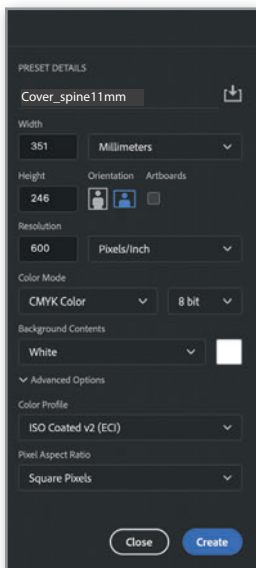 PRESET DETAILS
Cover_spine11mm
Width
351 Millimeters
Height Orientation Artboards
246
Resolution
600 Pixels/Inch
Color Mode
CMYK Color 8 bit
Background Contents
White
Advanced Options
Color Profile
ISO Coated v2 (ECI)
Pixel Aspect Ratio
Square Pixels
Close Create